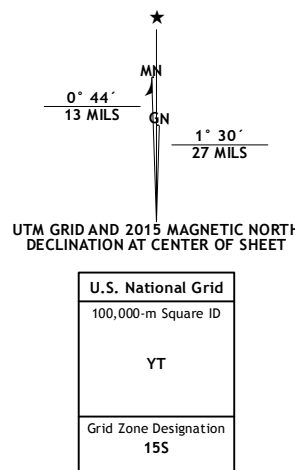 MN
0° 44´
13 MILS
GN
1° 30´
27 MILS
UTM GRID AND 2015 MAGNETIC NORTH
DECLINATION AT CENTER OF SHEET
U.S. National Grid
100,000-m Square ID
YT
Grid Zone Designation
15S